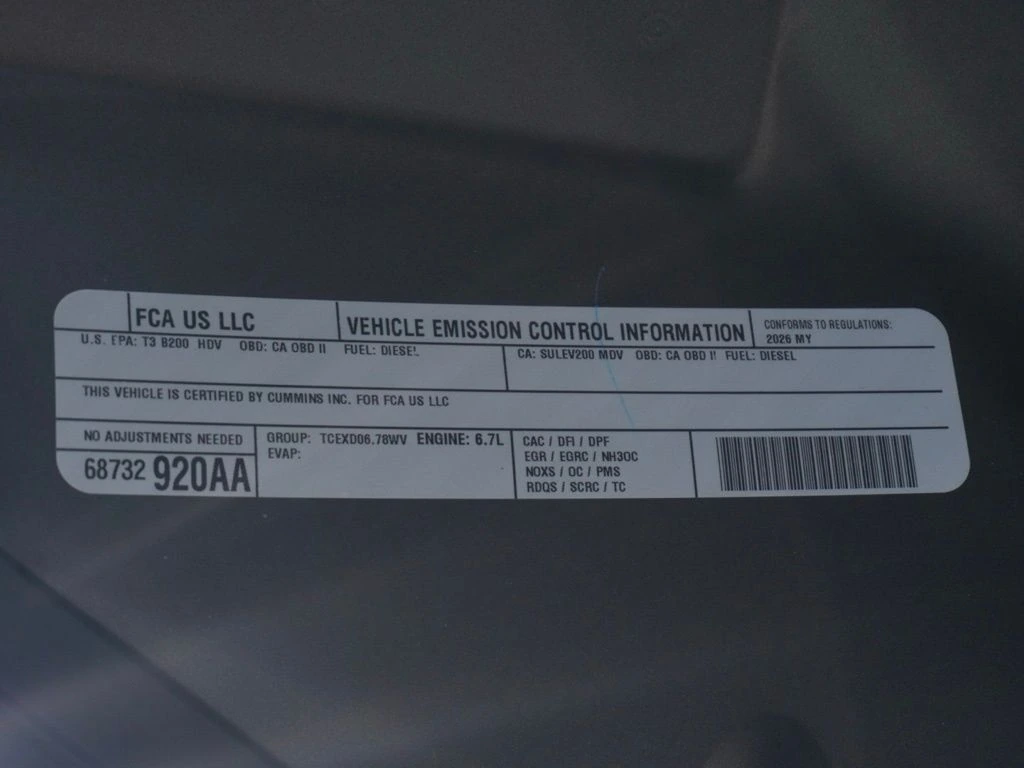 FCA US LLC
VEHICLE EMISSION CONTROL INFORMATION
CONFORMS TO REGULATIONS:
2026 MY
U.S. EPA: T3 B200 HDV OBD: CA OBD II FUEL: DIESEL
CA: SULEV200 MDV OBD: CA OBD II FUEL: DIESEL
THIS VEHICLE IS CERTIFIED BY CUMMINS INC. FOR FCA US LLC
NO ADJUSTMENTS NEEDED
68732 920AA
GROUP: TCEXD06.78WV ENGINE: 6.7L
EVAP:
CAC / DFI / DPF
EGR / EGRC / NH3OC
NOXS / OC / PMS
RDQS / SCRC / TC